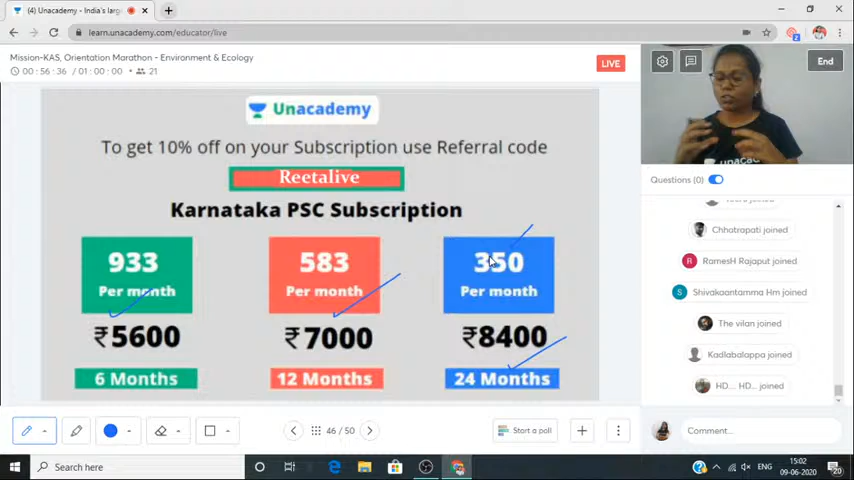 (4) Unacademy - India's larg
learn.unacademy.com/educator/live
Mission-KAS, Orientation Marathon - Environment & Ecology
00 : 56 : 36 / 01 : 00 : 00 • 21
LIVE
End
Unacademy
To get 10% off on your Subscription use Referral code
Reetalive
Karnataka PSC Subscription
933
Per month
₹5600
6 Months
583
Per month
₹7000
12 Months
350
Per month
₹8400
24 Months
Questions (0)
Chhatrapati joined
RamesH Rajaput joined
Shivakaantamma Hm joined
The vilan joined
Kadlabalappa joined
HD.... HD... joined
46 / 50
Start a poll
Comment...
Search here
ENG
15:02
09-06-2020
20